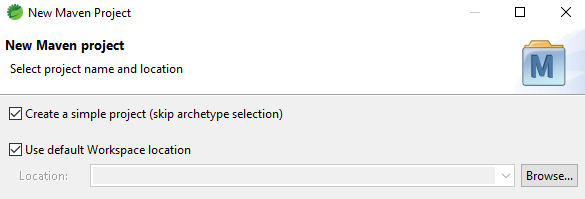 New Maven Project
New Maven project
Select project name and location
M
Create a simple project (skip archetype selection)
Use default Workspace location
Location:
Browse...